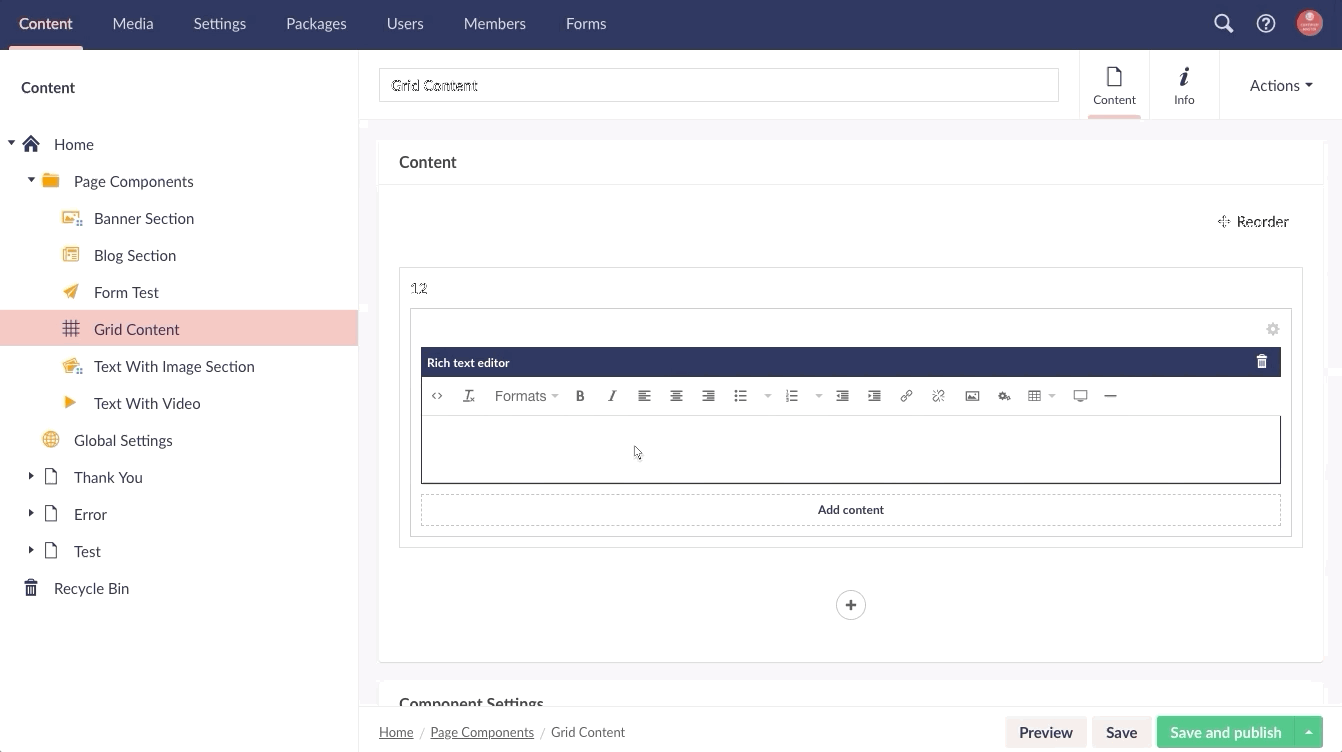 Content Media Settings Packages Users Members Forms
Content
Home
Page Components
Banner Section
Blog Section
Form Test
Grid Content
Text With Image Section
Text With Video
Global Settings
Thank You
Error
Test
Recycle Bin
Grid Content
Content
Info
Actions
Content
Reorder
12
Rich text editor
Formats
Add content
Component Settings
Home / Page Components / Grid Content
Preview
Save
Save and publish